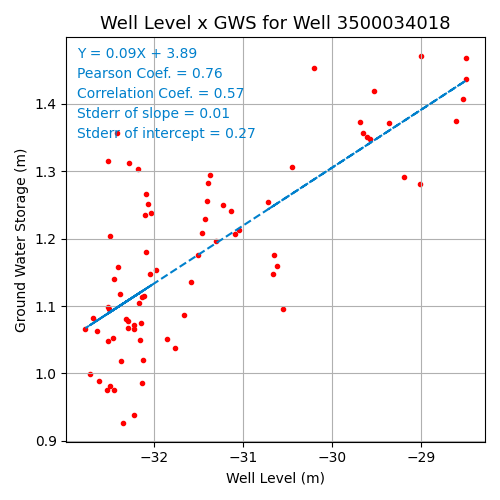 Well Level x GWS for Well 3500034018
Y = 0.09X + 3.89
Pearson Coef. = 0.76
Correlation Coef. = 0.57
Stderr of slope = 0.01
Stderr of intercept = 0.27
Ground Water Storage (m)
1.4
1.3
1.2
1.1
1.0
0.9
−32 −31 −30 −29
Well Level (m)